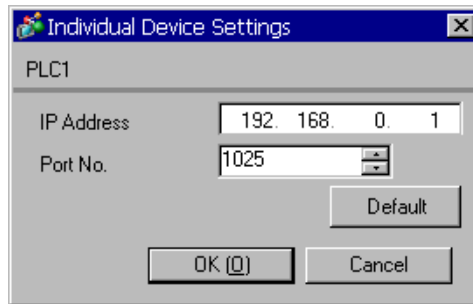 Individual Device Settings
PLC1
IP Address 192. 168. 0. 1
Port No. 1025
Default
OK (O) Cancel